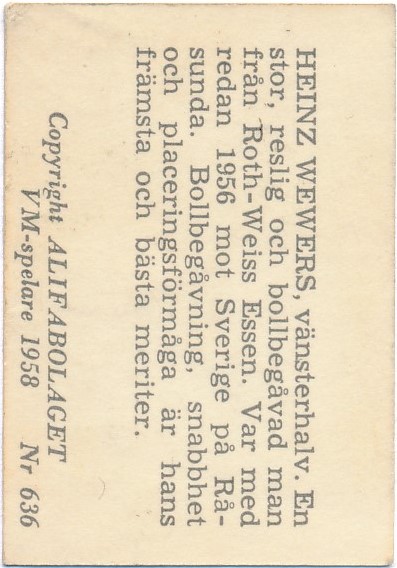 HEINZ WEWERS, vänsterhalv. En
stor, reslig och bollbegåvad man
från Roth-Weiss Essen. Var med
redan 1956 mot Sverige på Rå-
sunda. Bollbegåvning, snabbhet
och placeringsförmåga är hans
främsta och bästa meriter.
Copyright ALIFABOLAGET
VM-spelare 1958 Nr 636